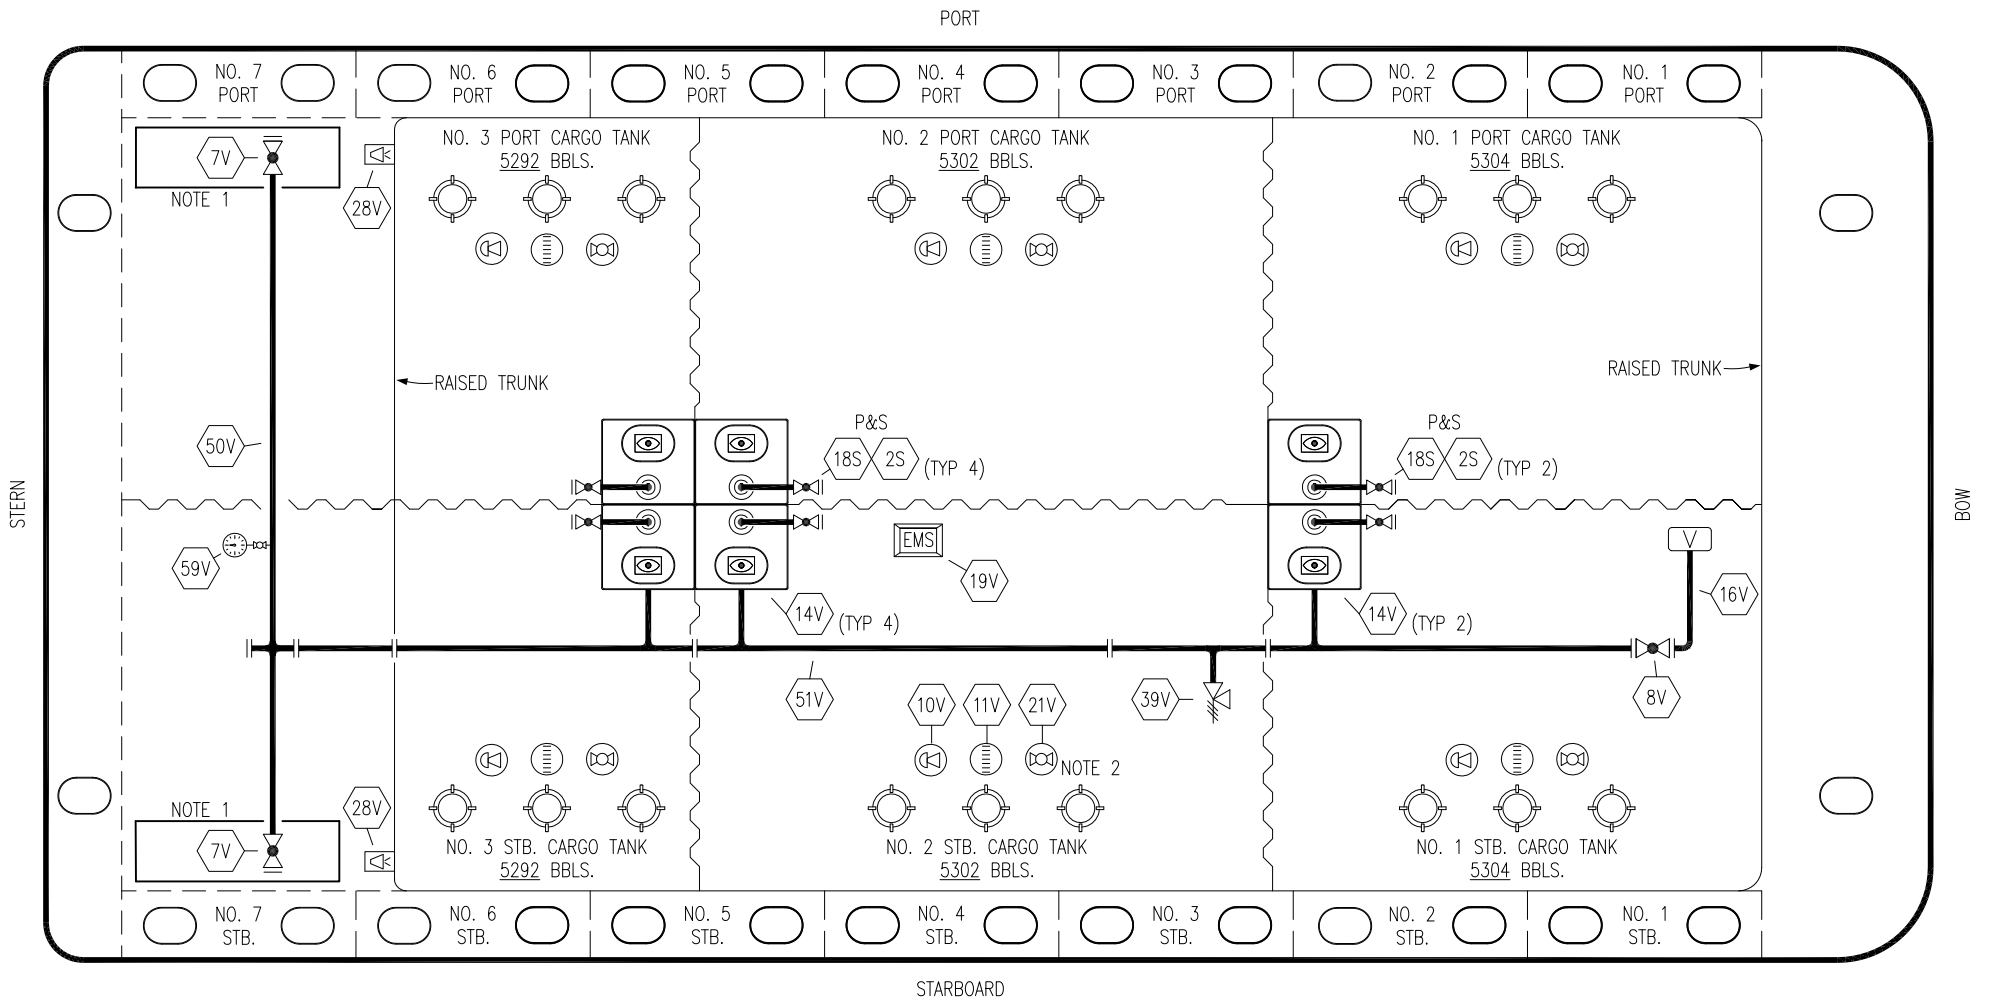 PORT
NO. 7
PORT
NO. 6
PORT
NO. 5
PORT
NO. 4
PORT
NO. 3
PORT
NO. 2
PORT
NO. 1
PORT
7V
NOTE 1
28V
NO. 3 PORT CARGO TANK
5292 BBLS.
NO. 2 PORT CARGO TANK
5302 BBLS.
NO. 1 PORT CARGO TANK
5304 BBLS.
RAISED TRUNK
RAISED TRUNK
50V
P&S
18S 2S (TYP 4)
P&S
18S 2S (TYP 2)
STERN
BOW
59V
EMS
19V
V
16V
14V (TYP 4)
14V (TYP 2)
51V
10V
11V
21V
39V
8V
NOTE 2
NOTE 1
7V
28V
NO. 3 STB. CARGO TANK
5292 BBLS.
NO. 2 STB. CARGO TANK
5302 BBLS.
NO. 1 STB. CARGO TANK
5304 BBLS.
NO. 7
STB.
NO. 6
STB.
NO. 5
STB.
NO. 4
STB.
NO. 3
STB.
NO. 2
STB.
NO. 1
STB.
STARBOARD